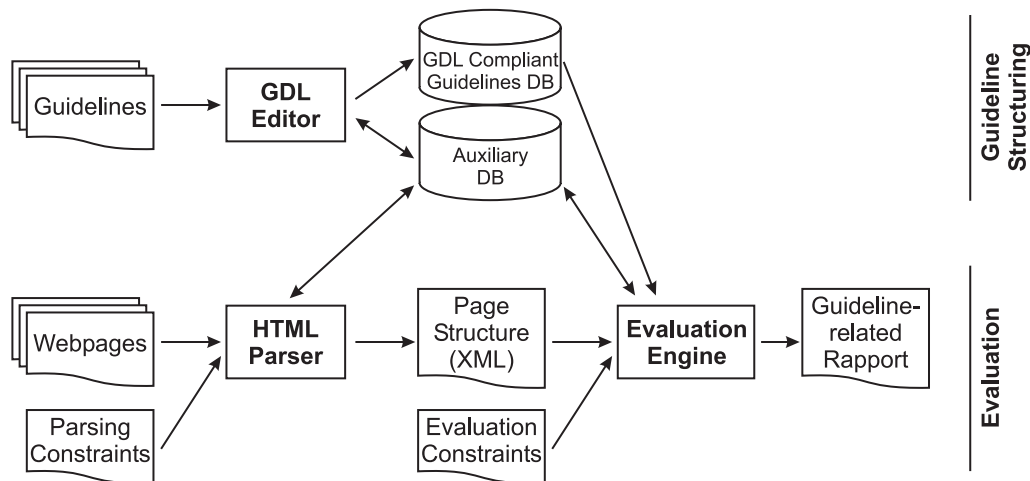 Guidelines
GDL
Editor
GDL Compliant
Guidelines DB
Auxiliary
DB
Guideline
Structuring
Webpages
HTML
Parser
Page
Structure
(XML)
Evaluation
Engine
Guideline-
related
Rapport
Parsing
Constraints
Evaluation
Constraints
Evaluation